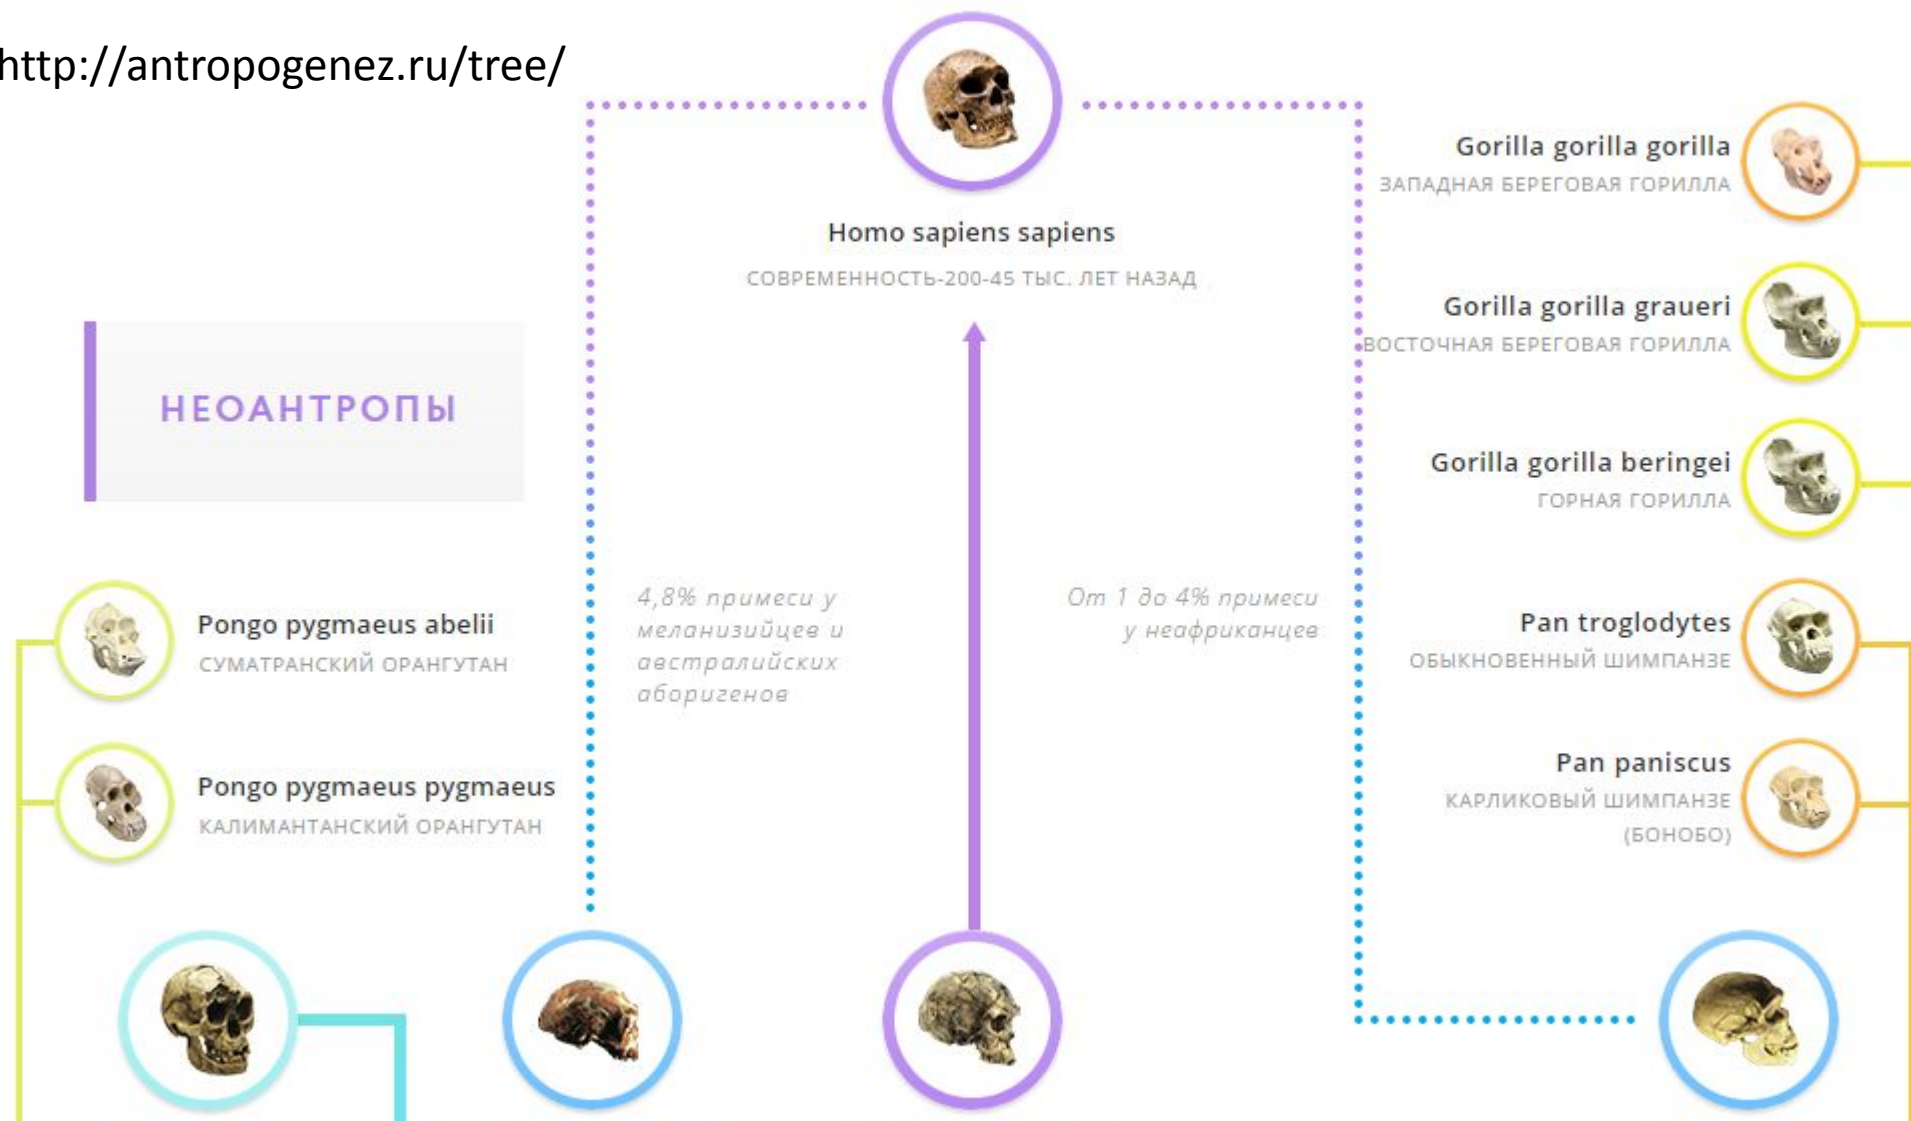 http://antropogenez.ru/tree/
Homo sapiens sapiens
СОВРЕМЕННОСТЬ-200-45 ТЫС. ЛЕТ НАЗАД
НЕОАНТРОПЫ
Pongo pygmaeus abelii
СУМАТРАНСКИЙ ОРАНГУТАН
Pongo pygmaeus pygmaeus
КАЛИМАНТАНСКИЙ ОРАНГУТАН
4,8% примеси у
меланизийцев и
австралийских
аборигенов
От 1 до 4% примеси
у неафриканцев
Gorilla gorilla gorilla
ЗАПАДНАЯ БЕРЕГОВАЯ ГОРИЛЛА
Gorilla gorilla graueri
ВОСТОЧНАЯ БЕРЕГОВАЯ ГОРИЛЛА
Gorilla gorilla beringei
ГОРНАЯ ГОРИЛЛА
Pan troglodytes
ОБЫКНОВЕННЫЙ ШИМПАНЗЕ
Pan paniscus
КАРЛИКОВЫЙ ШИМПАНЗЕ
(БОНОБО)